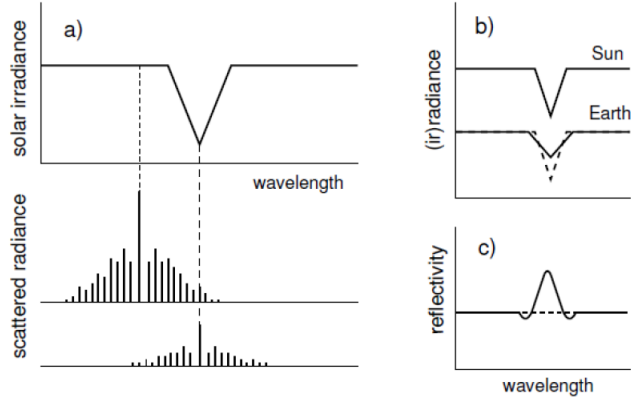 a)
solar irradiance
wavelength
scattered radiance
b)
Sun
Earth
(ir)radiance
c)
reflectivity
wavelength